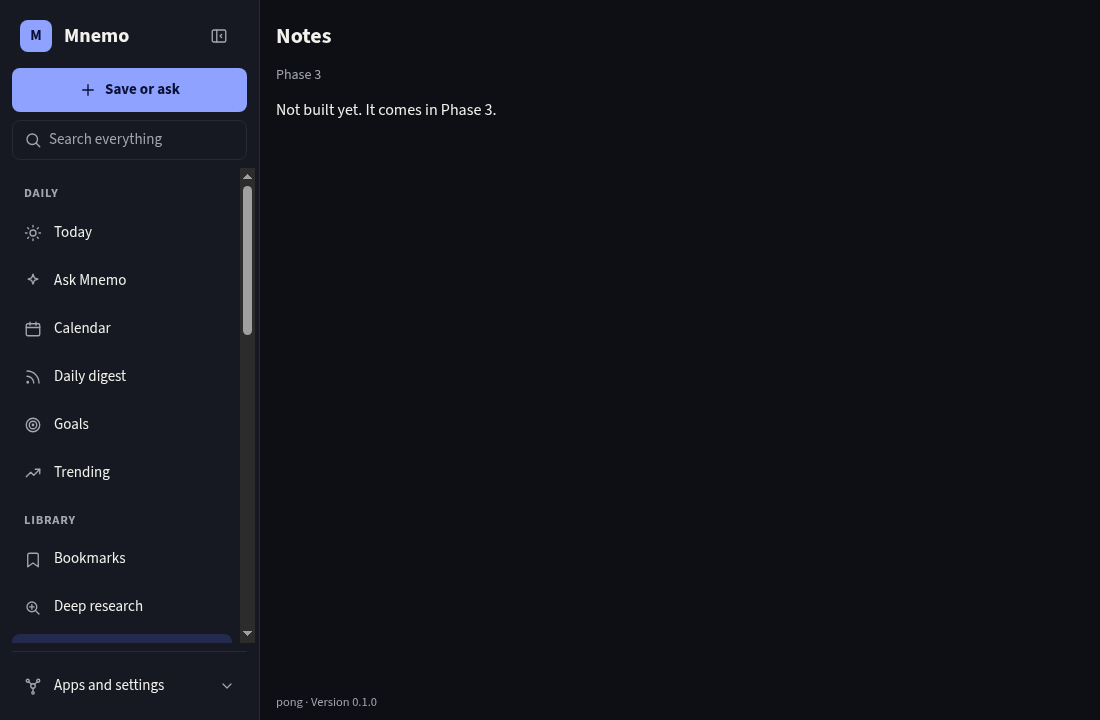 M
Mnemo
Save or ask
Search everything
DAILY
Today
Ask Mnemo
Calendar
Daily digest
Goals
Trending
LIBRARY
Bookmarks
Deep research
Apps and settings
Notes
Phase 3
Not built yet. It comes in Phase 3.
pong · Version 0.1.0